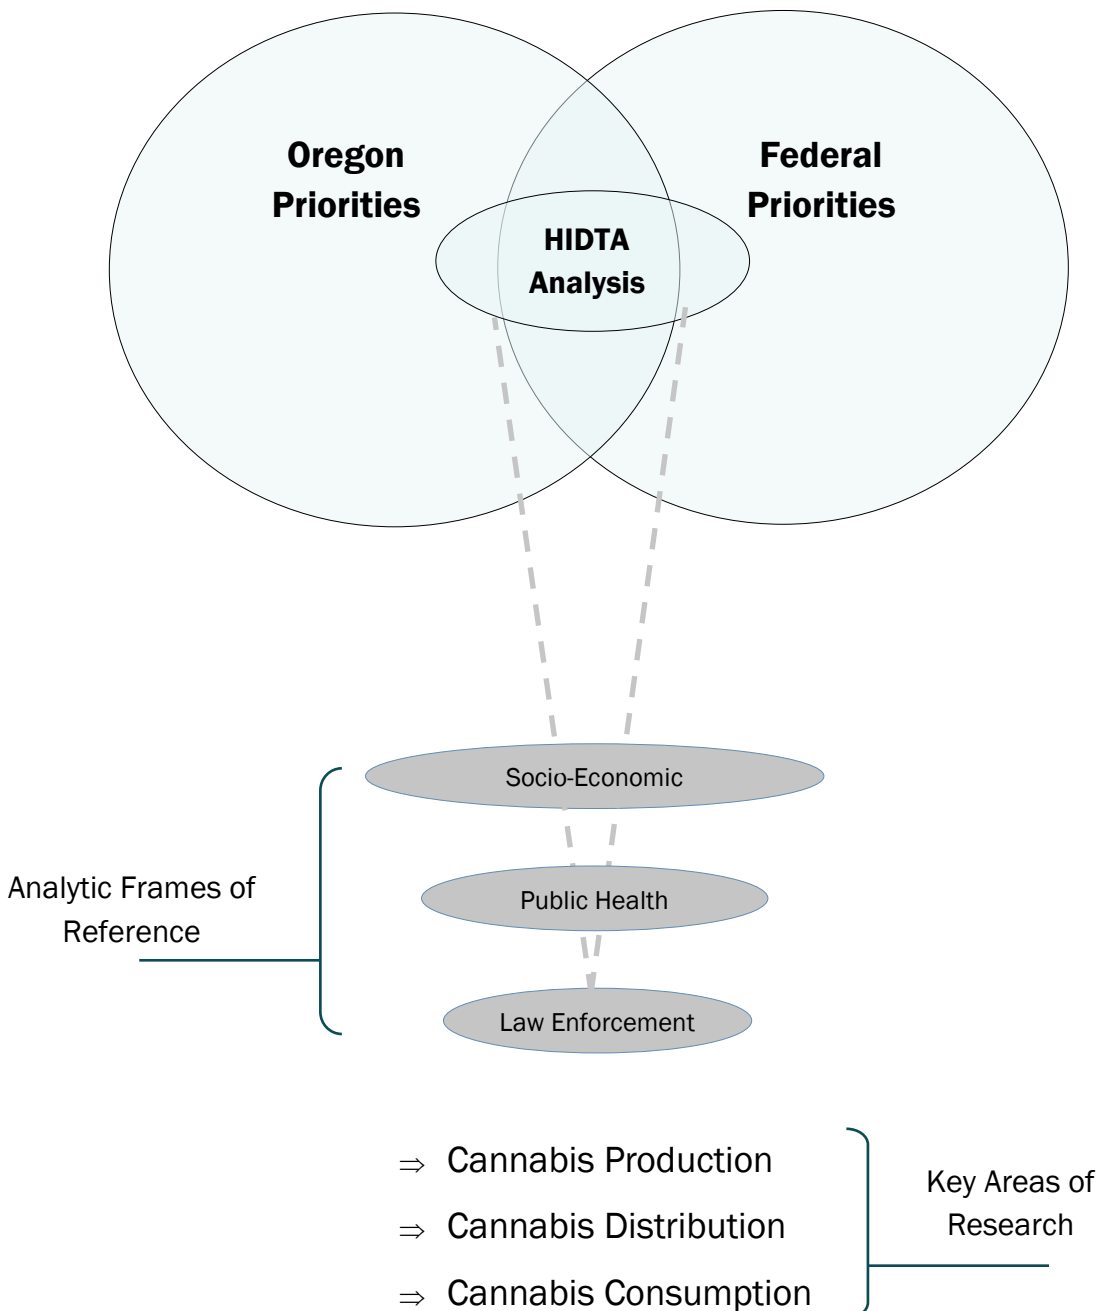 Oregon
Priorities
Federal
Priorities
HIDTA
Analysis
Socio-Economic
Public Health
Law Enforcement
Analytic Frames of
Reference
⇒ Cannabis Production
⇒ Cannabis Distribution
⇒ Cannabis Consumption
Key Areas of
Research